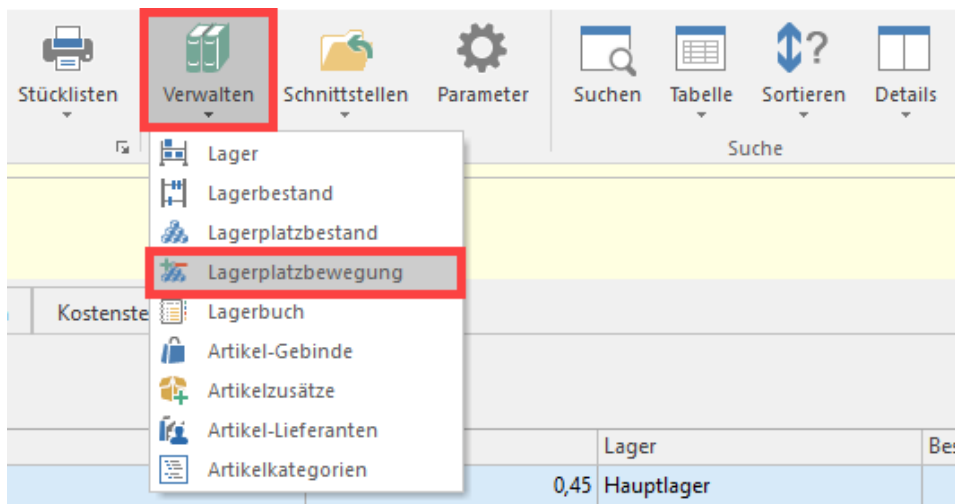 Stücklisten Verwalten Schnittstellen Parameter Suchen Tabelle Sortieren Details
Suche
Lager
Lagerbestand
Lagerplatzbestand
Lagerplatzbewegung
Kostenste
Lagerbuch
Artikel-Gebinde
Artikelzusätze
Artikel-Lieferanten
Artikelkategorien
Lager Bes
0,45 Hauptlager